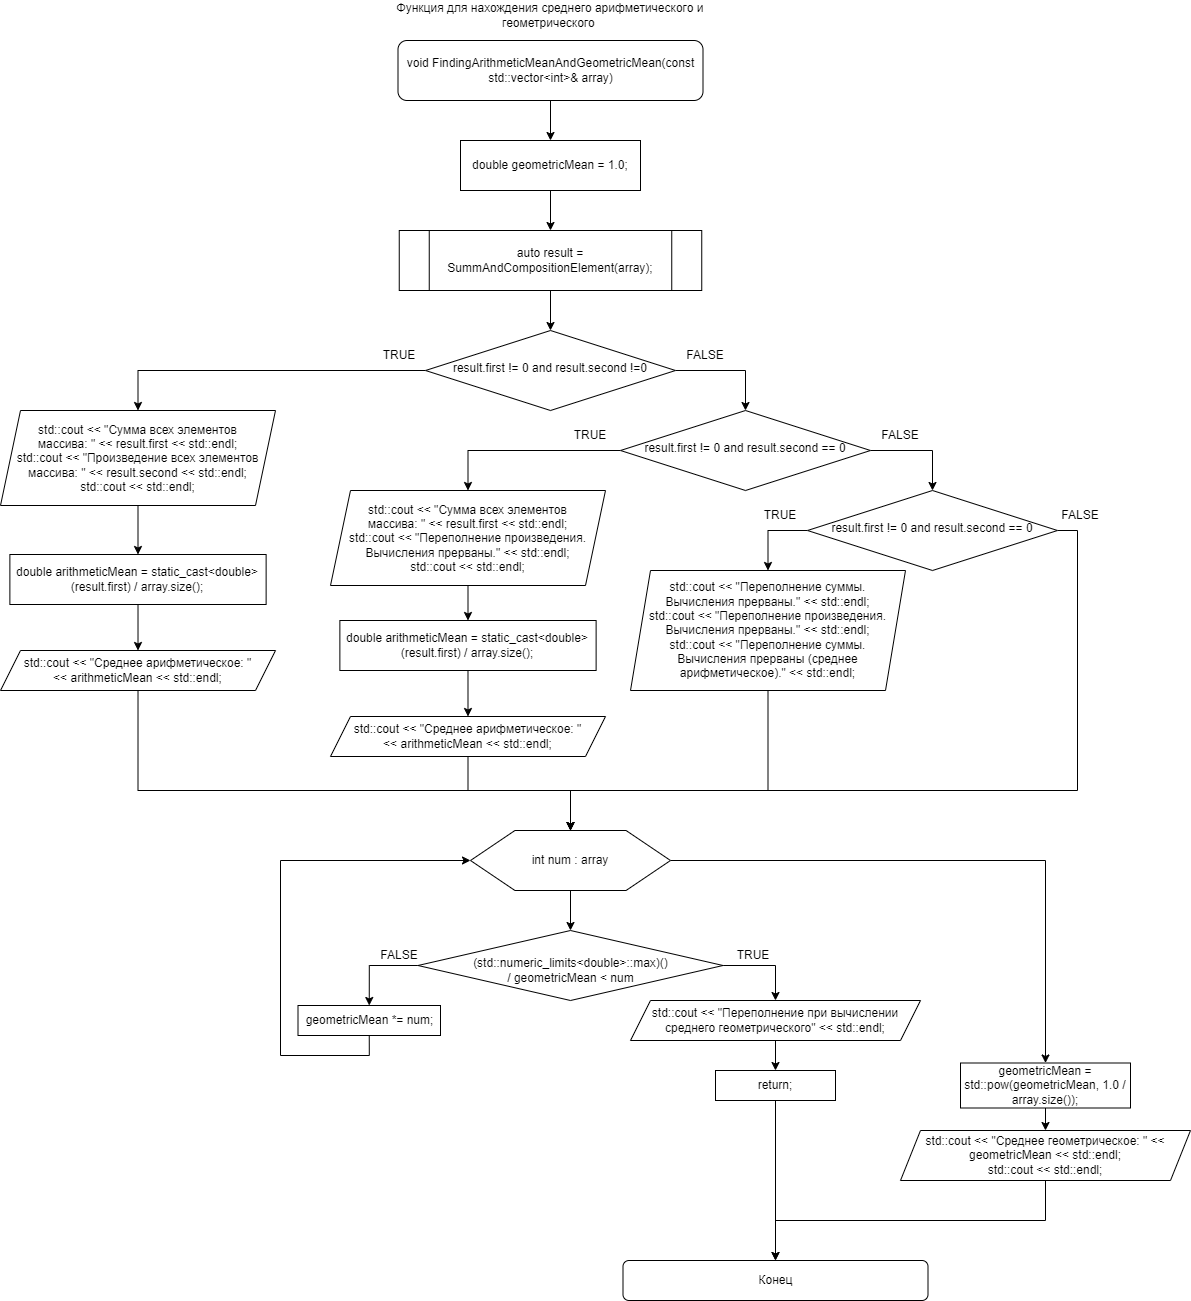 Функция для нахождения среднего арифметического и
геометрического
void FindingArithmeticMeanAndGeometricMean(const
std::vector<int>& array)
double geometricMean = 1.0;
auto result =
SummAndCompositionElement(array);
TRUE
result.first != 0 and result.second !=0
FALSE
std::cout << "Сумма всех элементов
массива: " << result.first << std::endl;
std::cout << "Произведение всех элементов
массива: " << result.second << std::endl;
std::cout << std::endl;
double arithmeticMean = static_cast<double>
(result.first) / array.size();
std::cout << "Среднее арифметическое: "
<< arithmeticMean << std::endl;
TRUE
result.first != 0 and result.second == 0
FALSE
std::cout << "Сумма всех элементов
массива: " << result.first << std::endl;
std::cout << "Переполнение произведения.
Вычисления прерваны." << std::endl;
std::cout << std::endl;
double arithmeticMean = static_cast<double>
(result.first) / array.size();
std::cout << "Среднее арифметическое: "
<< arithmeticMean << std::endl;
TRUE
result.first != 0 and result.second == 0
FALSE
std::cout << "Переполнение суммы.
Вычисления прерваны." << std::endl;
std::cout << "Переполнение произведения.
Вычисления прерваны." << std::endl;
std::cout << "Переполнение суммы.
Вычисления прерваны (среднее
арифметическое)." << std::endl;
int num : array
FALSE
(std::numeric_limits<double>::max)()
/ geometricMean < num
TRUE
geometricMean *= num;
std::cout << "Переполнение при вычислении
среднего геометрического" << std::endl;
return;
geometricMean =
std::pow(geometricMean, 1.0 /
array.size());
std::cout << "Среднее геометрическое: " <<
geometricMean << std::endl;
std::cout << std::endl;
Конец